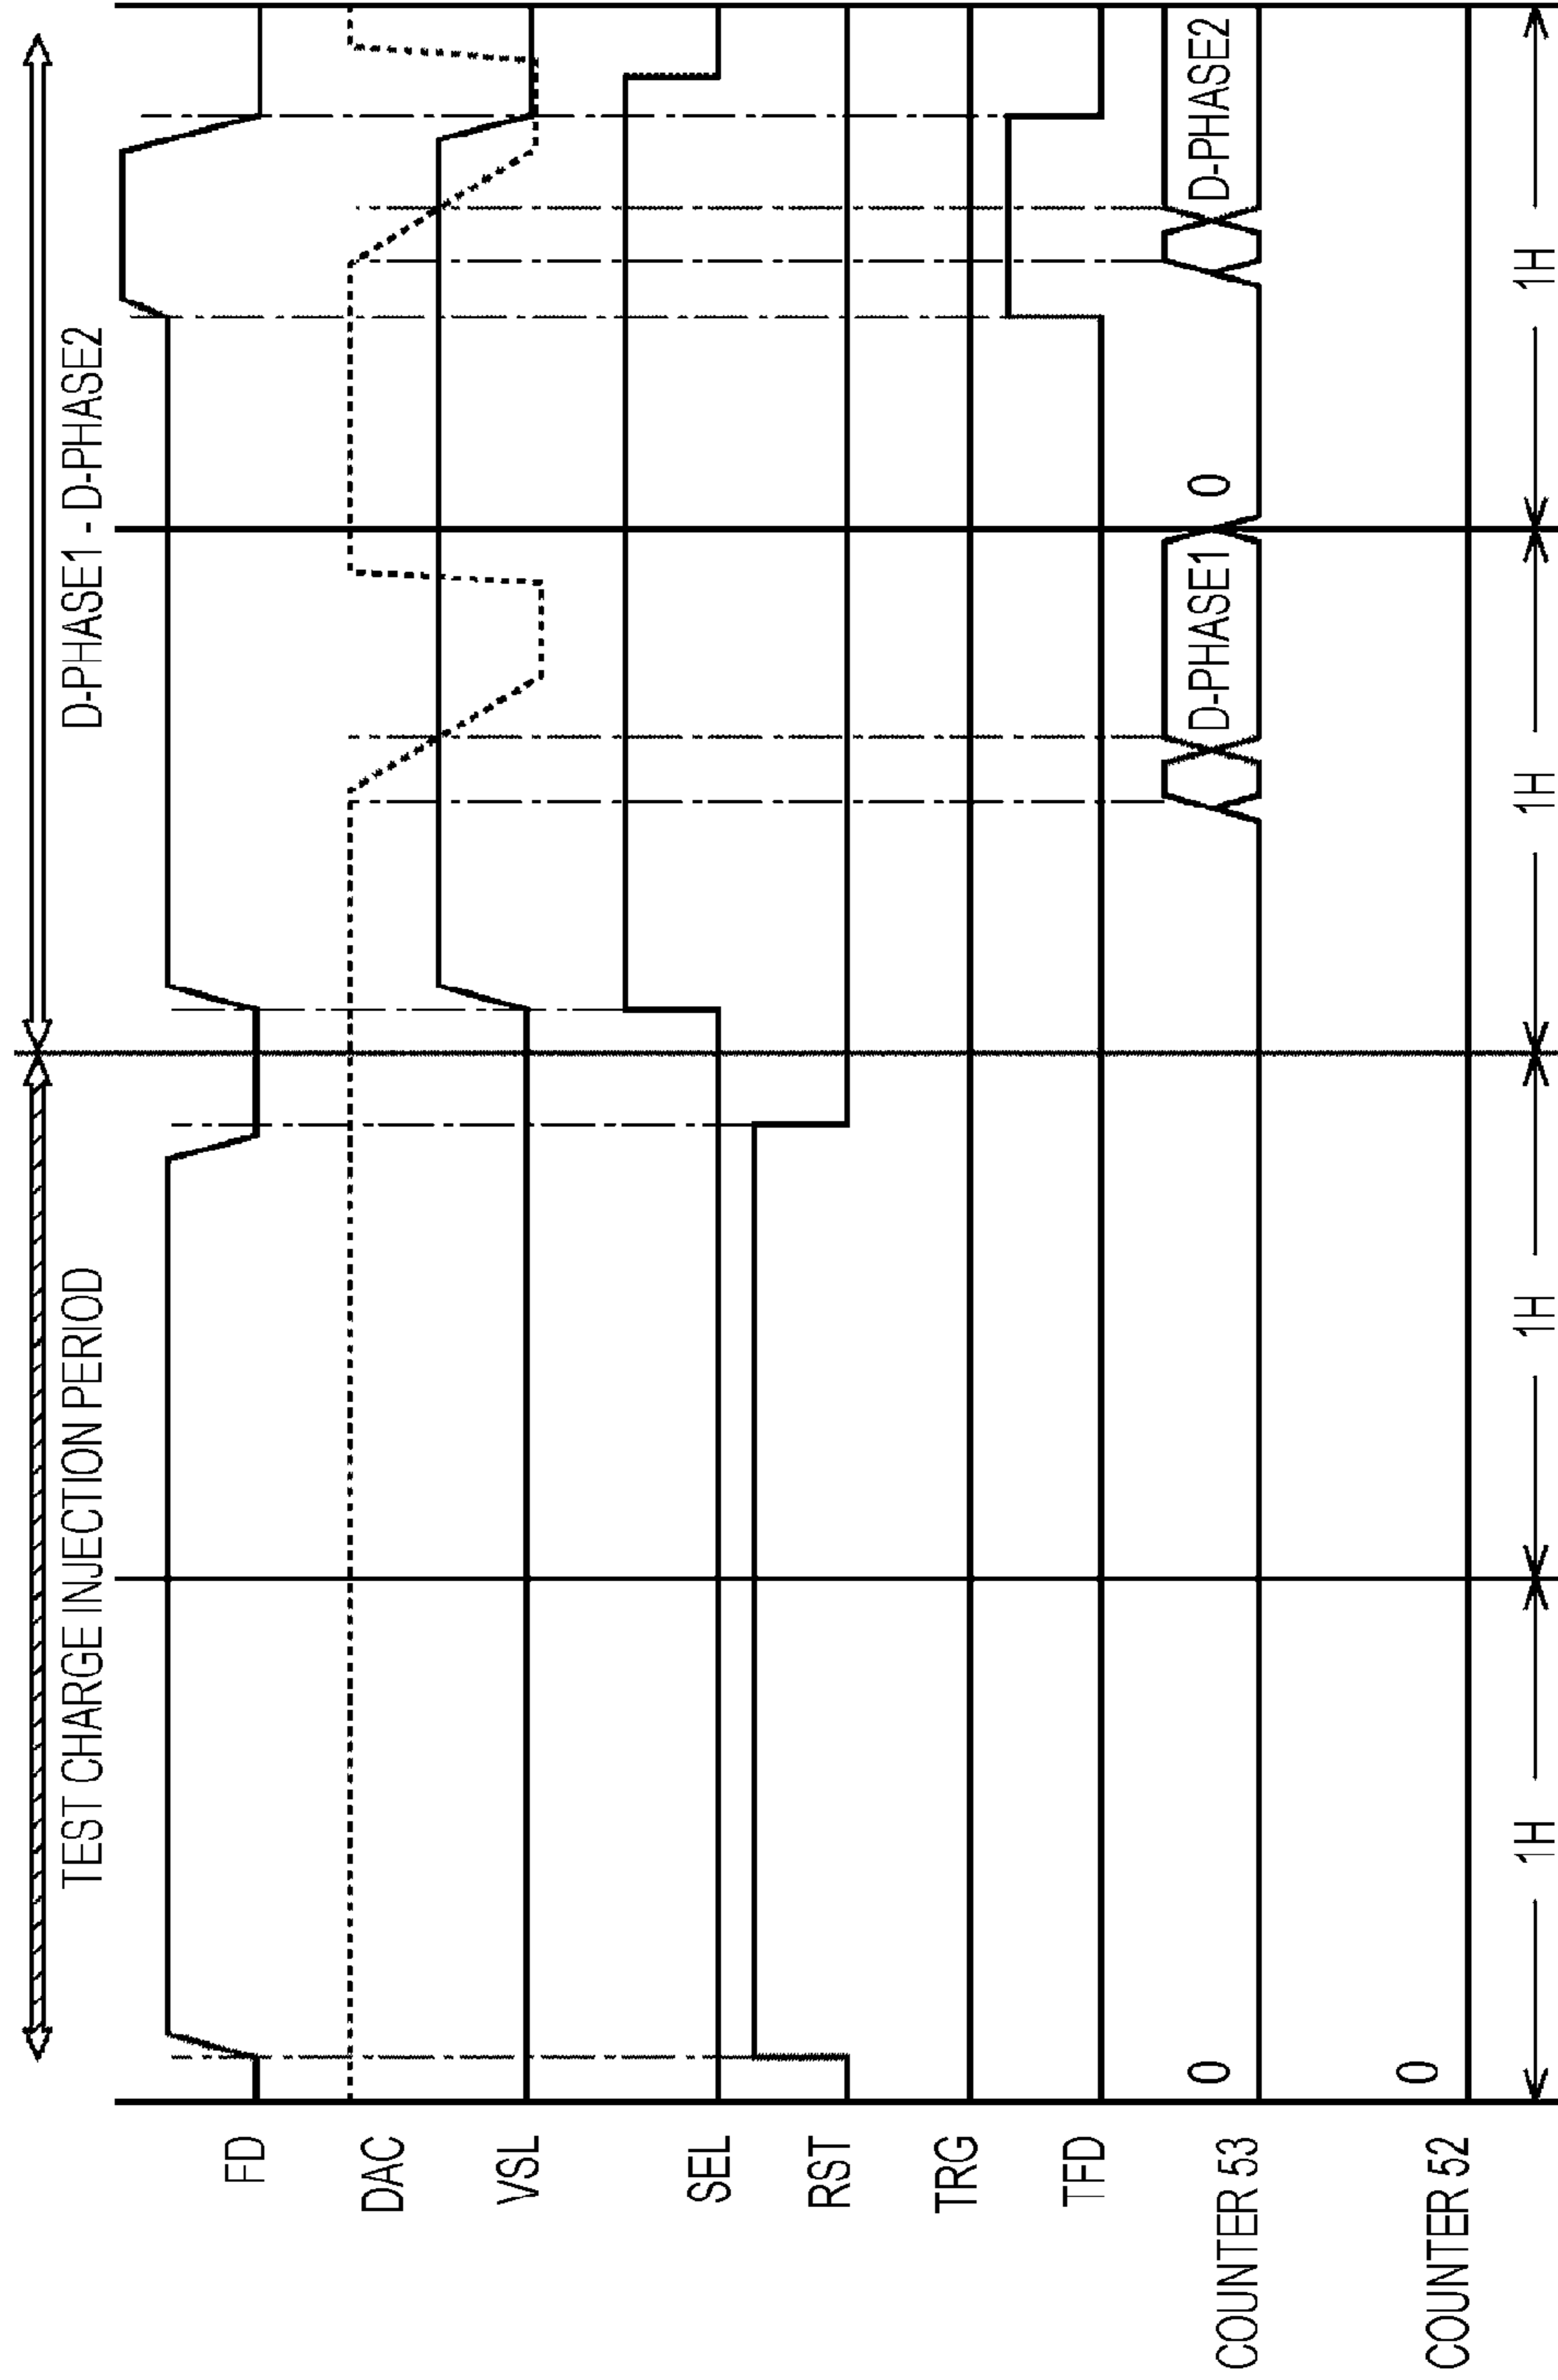 TEST CHARGE INJECTION PERIOD
D-PHASE1 - D-PHASE2
FD
DAC
VSL
SEL
RST
TRG
TFD
COUNTER 53
0
D-PHASE1
0
D-PHASE2
COUNTER 52
0
1H
1H
1H
1H